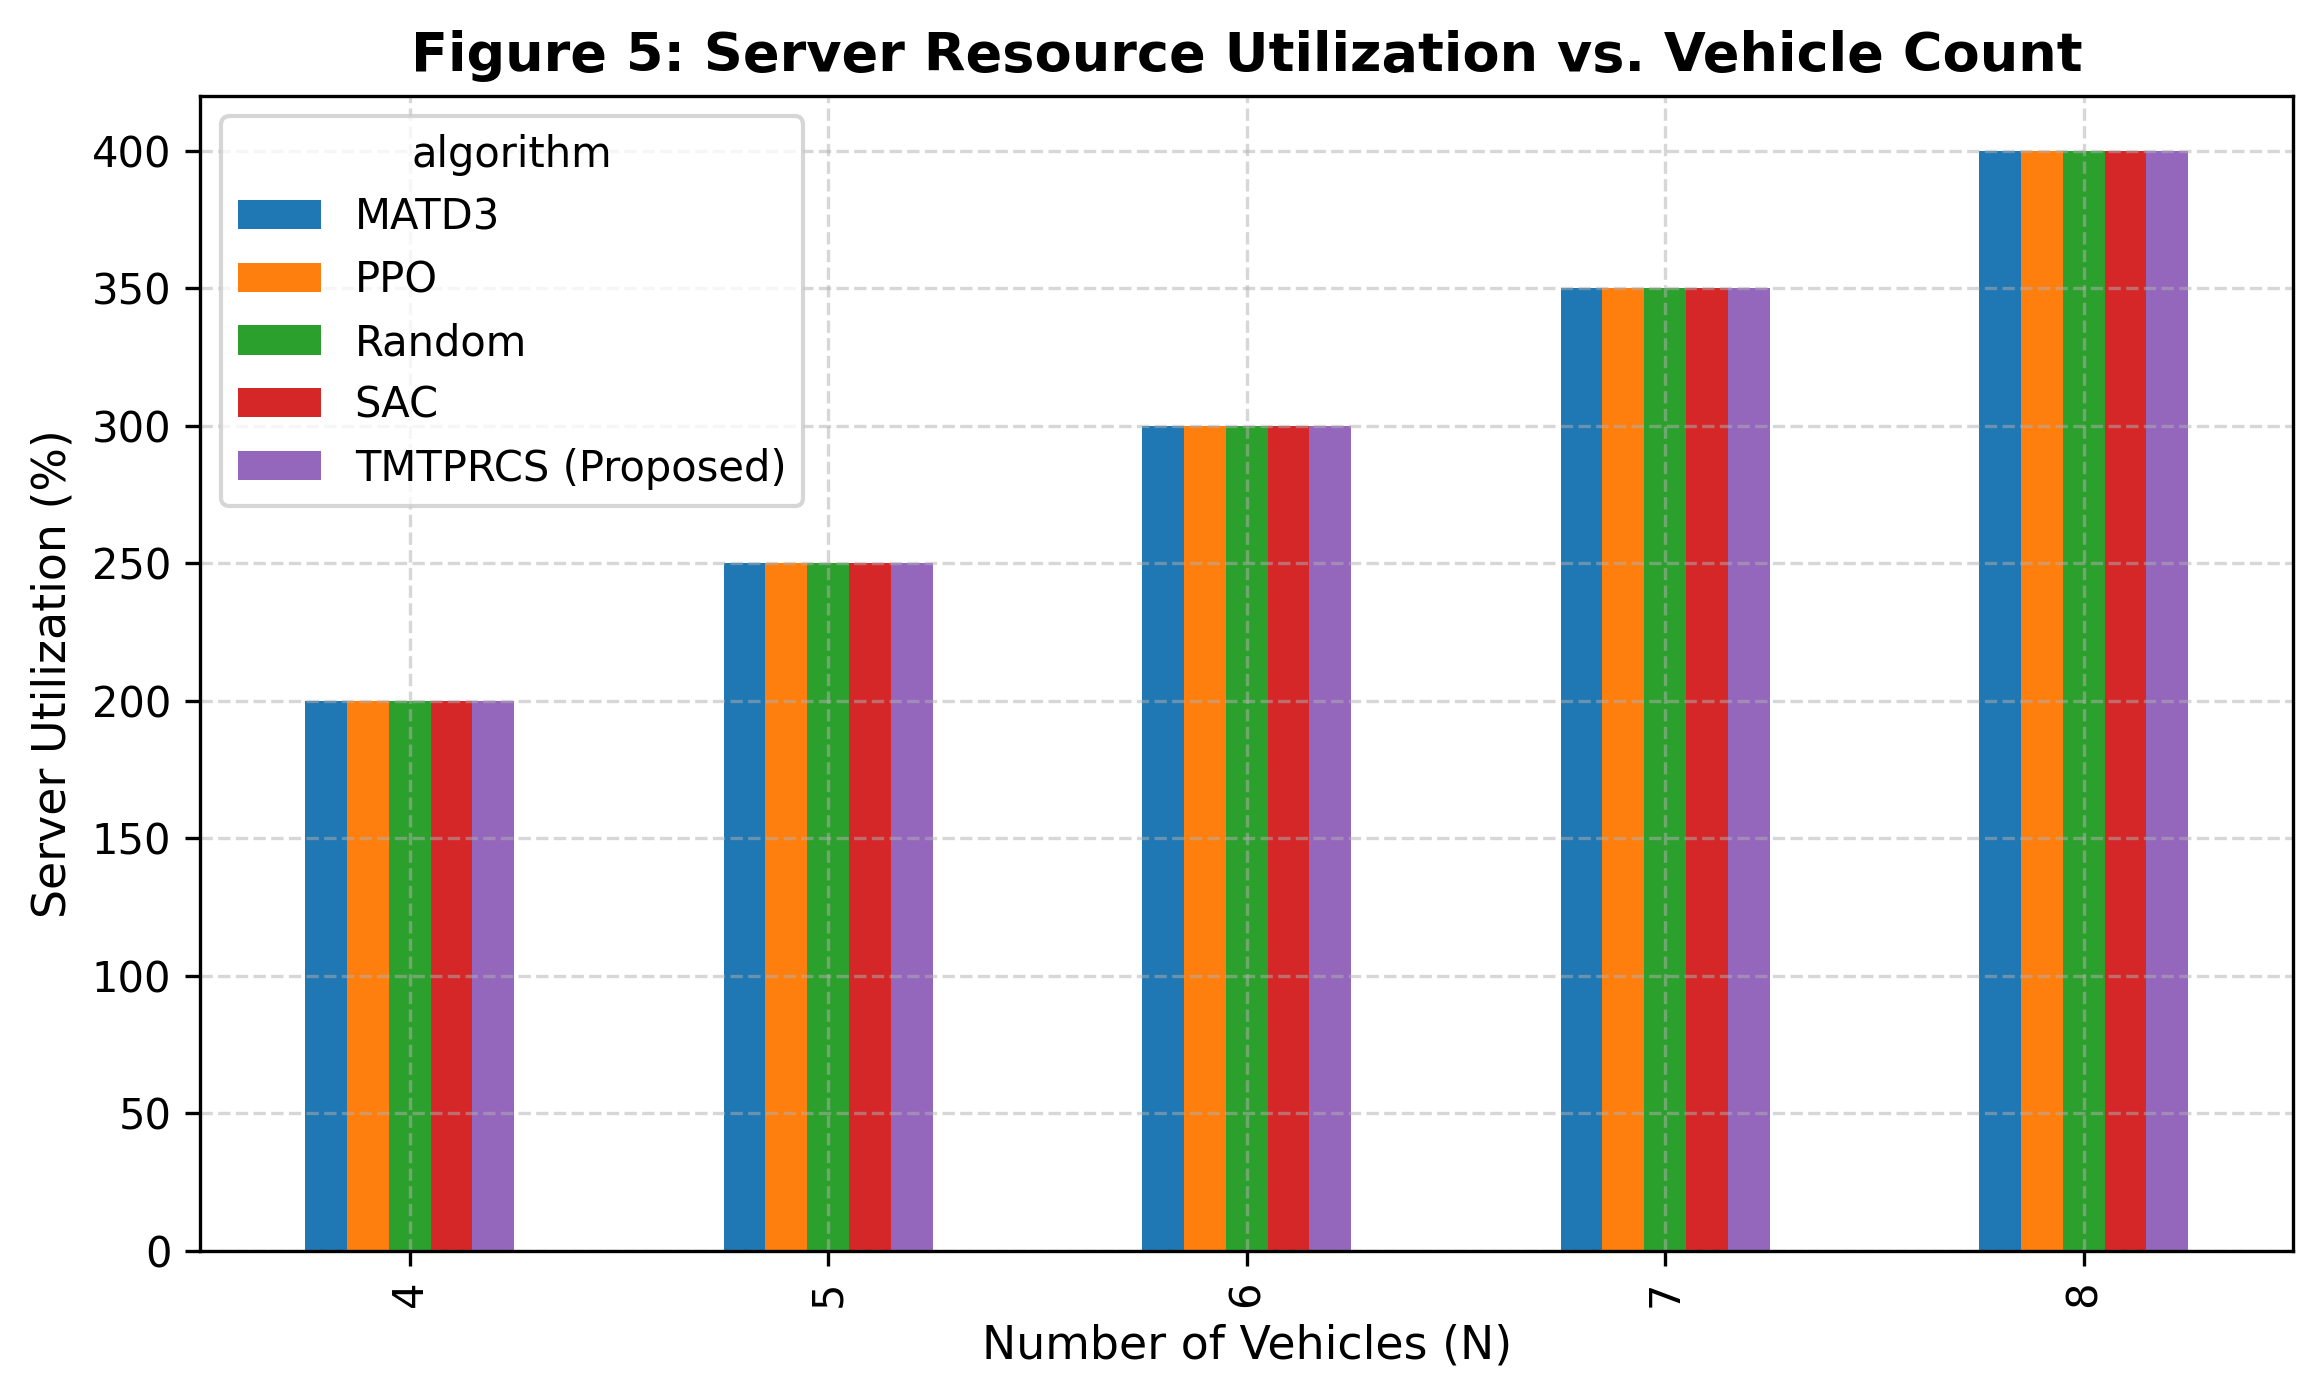 Figure 5: Server Resource Utilization vs. Vehicle Count
algorithm
MATD3
PPO
Random
SAC
TMTPRCS (Proposed)
Server Utilization (%)
400
350
300
250
200
150
100
50
0
4 5 6 7 8
Number of Vehicles (N)